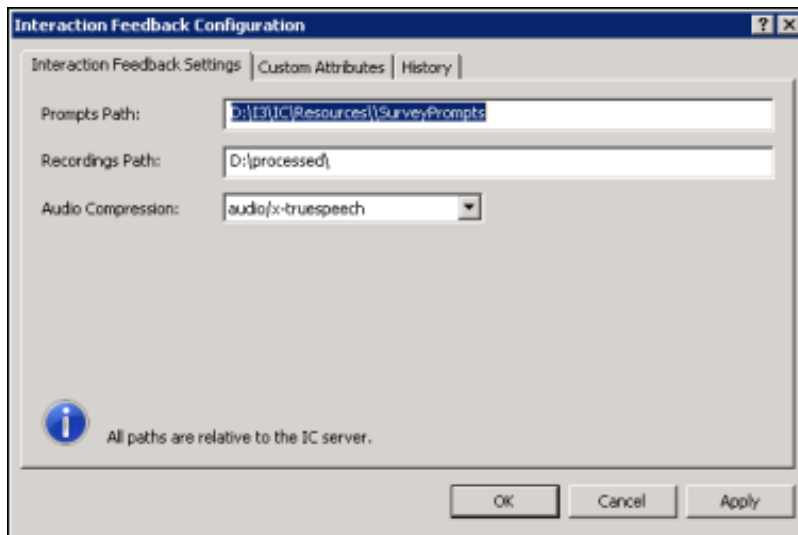 Interaction Feedback Configuration
Interaction Feedback Settings Custom Attributes History
Prompts Path: D:\I3\IC\Resources\\SurveyPrompts
Recordings Path: D:\processed\
Audio Compression: audio/x-truespeech
All paths are relative to the IC server.
OK Cancel Apply